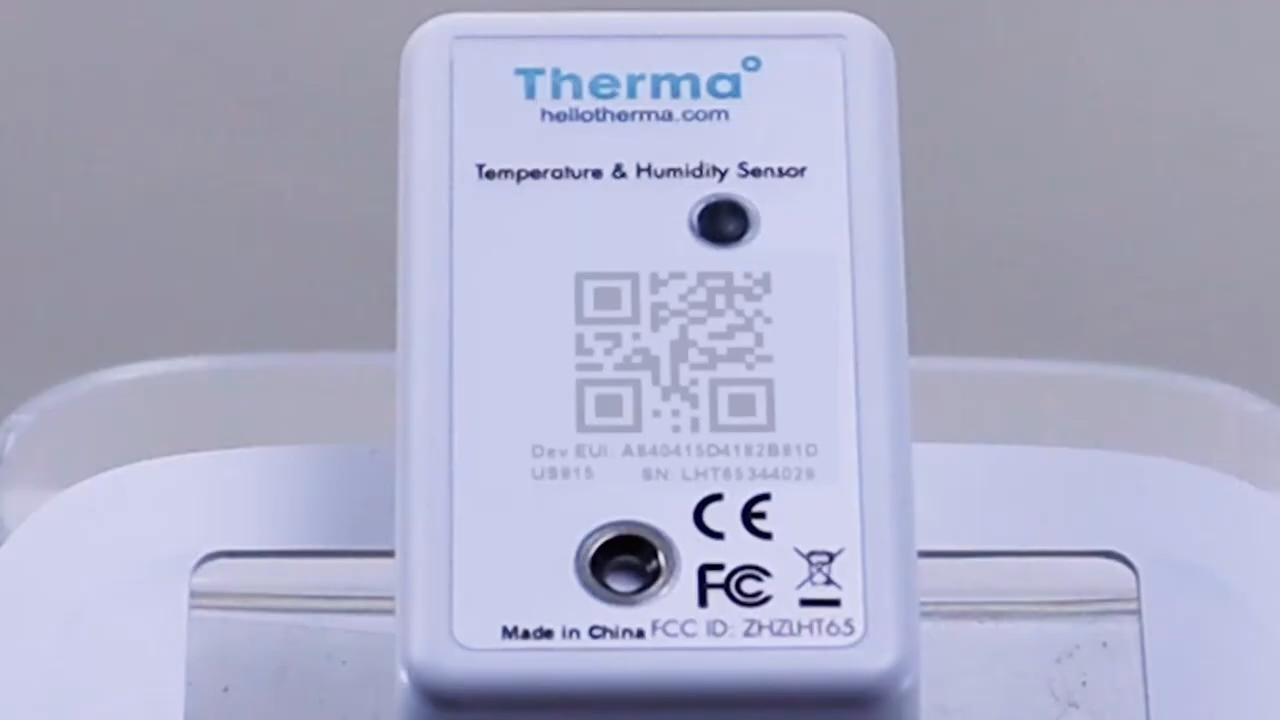 Therma°
hellotherma.com
Temperature & Humidity Sensor
Dev EUI: A840415D4182B81D
US915 SN: LHT65344029
CE
FC
Made in China FCC ID: ZHZLHT65